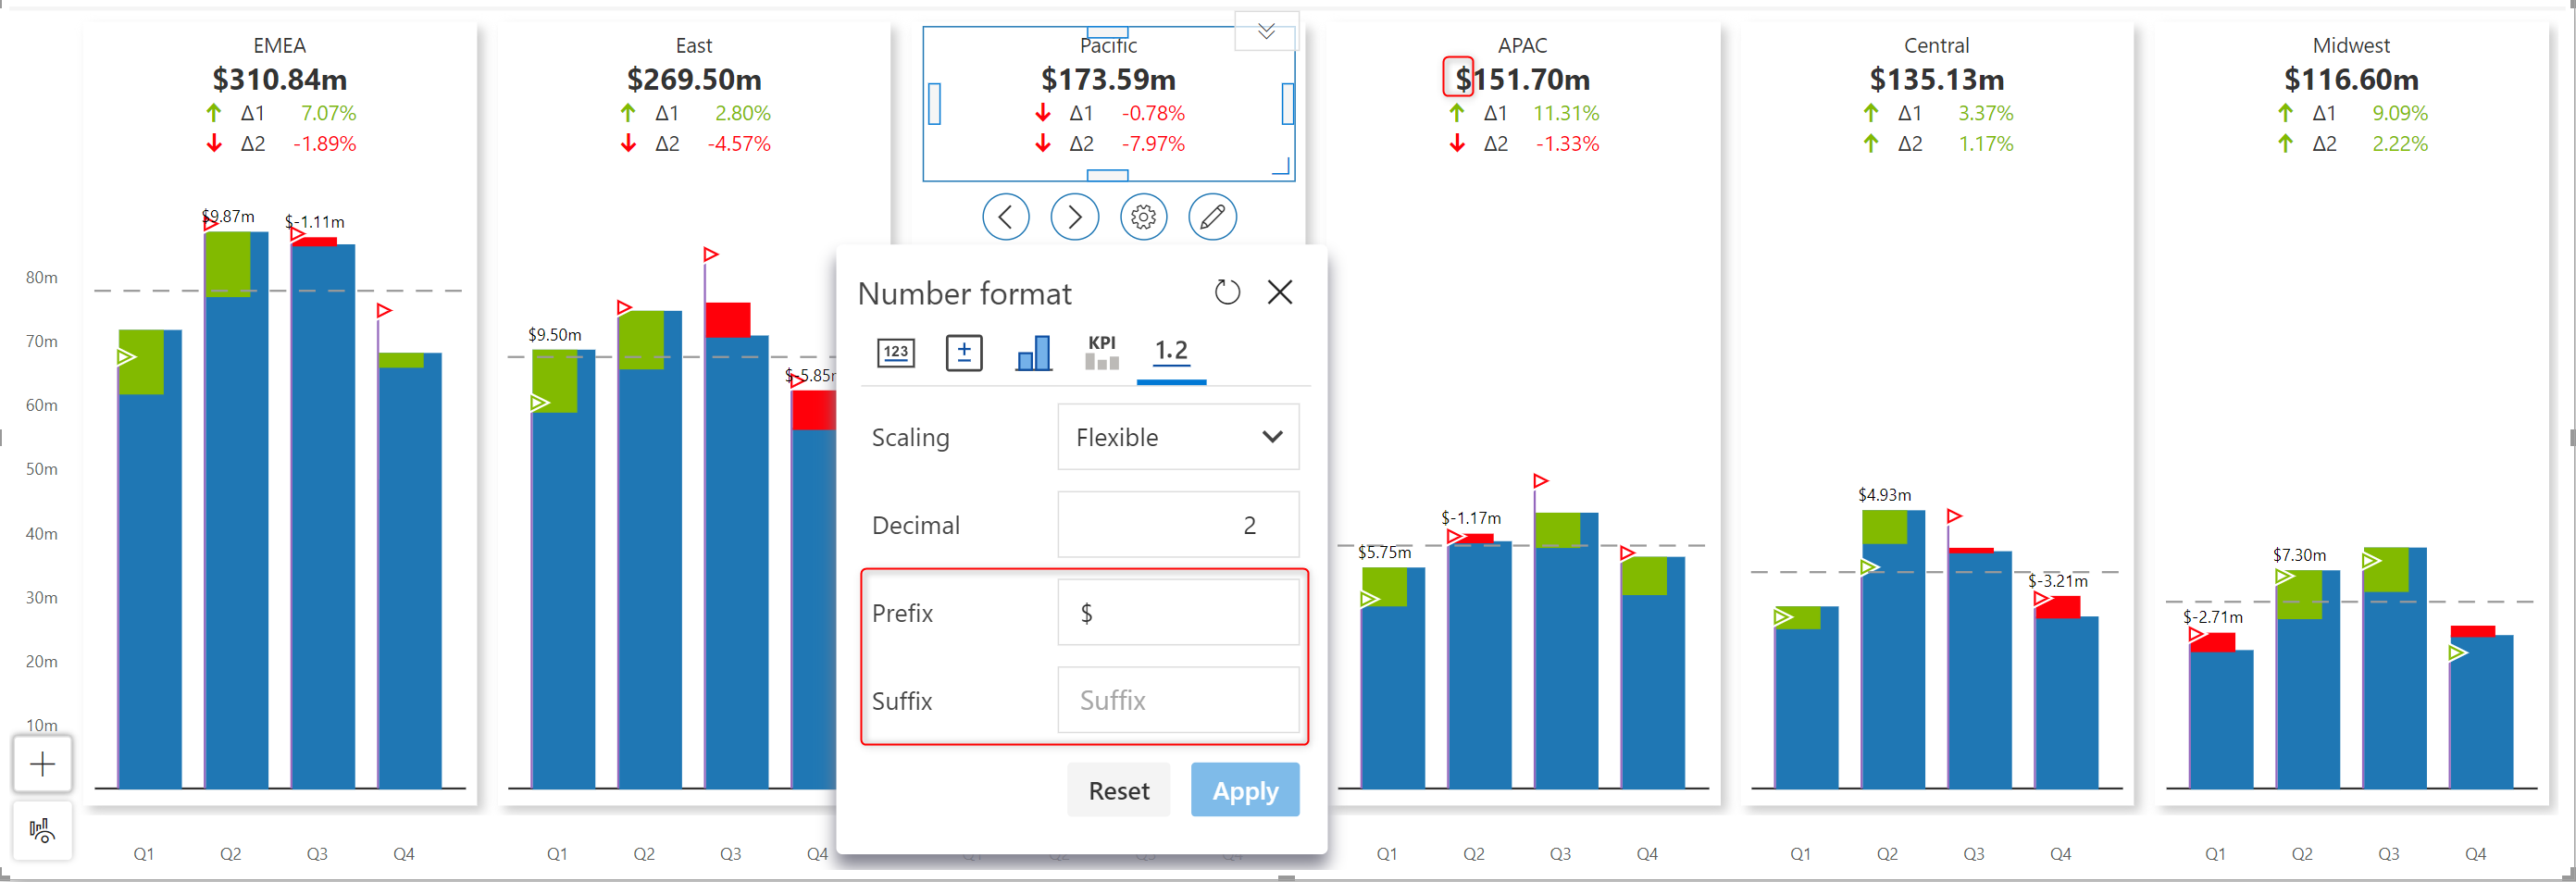 EMEA
$310.84m
Δ1 7.07%
Δ2 -1.89%
East
$269.50m
Δ1 2.80%
Δ2 -4.57%
Pacific
$173.59m
Δ1 -0.78%
Δ2 -7.97%
APAC
$151.70m
Δ1 11.31%
Δ2 -1.33%
Central
$135.13m
Δ1 3.37%
Δ2 1.17%
Midwest
$116.60m
Δ1 9.09%
Δ2 2.22%
80m
70m
60m
50m
40m
30m
20m
10m
$9.87m
$-1.11m
$9.50m
$-5.85
Number format
123
KPI
1.2
Scaling
Flexible
Decimal
2
Prefix
$
Suffix
Suffix
Reset
Apply
$5.75m
$-1.17m
$4.93m
$-3.21m
$-2.71m
$7.30m
Q1 Q2 Q3 Q4
Q1 Q2 Q3 Q4
Q1 Q2 Q3 Q4
Q1 Q2 Q3 Q4
Q1 Q2 Q3 Q4
Q1 Q2 Q3 Q4